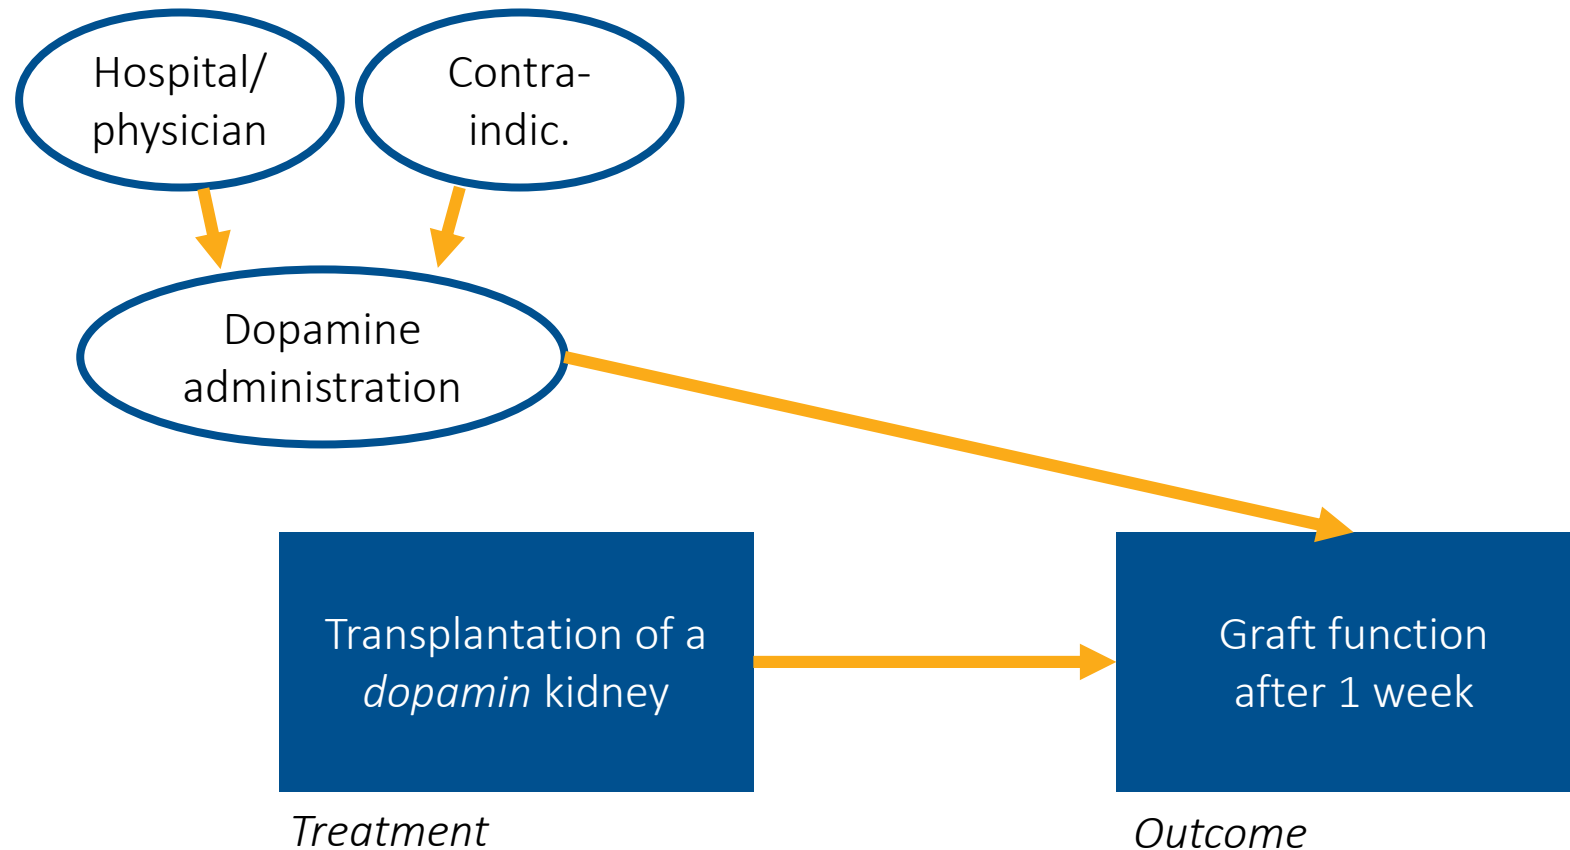 Hospital/
physician
Contra-
indic.
Dopamine
administration
Transplantation of a
dopamin kidney
Graft function
after 1 week
Treatment
Outcome